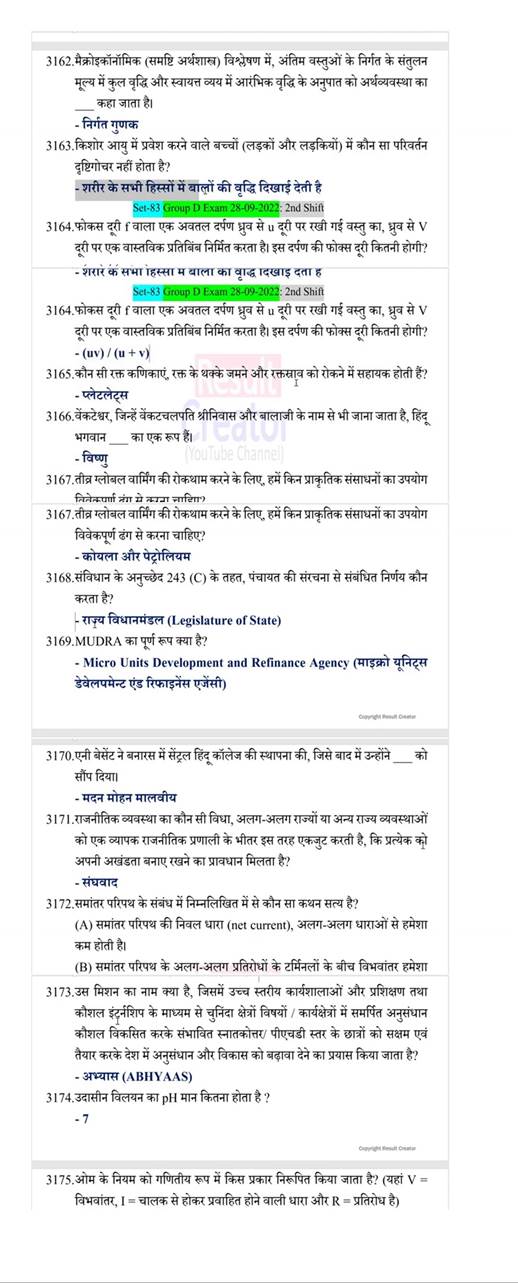 3162.मैक्रोइकॉनॉमिक (समष्टि अर्थशास्त्र) विश्लेषण में, अंतिम वस्तुओं के निर्गत के संतुलन
मूल्य में कुल वृद्धि और स्वायत्त व्यय में आरंभिक वृद्धि के अनुपात को अर्थव्यवस्था का
____ कहा जाता है।
- निर्गत गुणक
3163.किशोर आयु में प्रवेश करने वाले बच्चों (लड़कों और लड़कियों) में कौन सा परिवर्तन
दृष्टिगोचर नहीं होता है?
- शरीर के सभी हिस्सों में बालों की वृद्धि दिखाई देती है
Set-83 Group D Exam 28-09-2022: 2nd Shift
3164.फोकस दूरी f वाला एक अवतल दर्पण ध्रुव से u दूरी पर रखी गई वस्तु का, ध्रुव से V
दूरी पर एक वास्तविक प्रतिबिंब निर्मित करता है। इस दर्पण की फोक्स दूरी कितनी होगी?
- शरीर के सभी हिस्सों में बालों की वृद्धि दिखाई देती है
Set-83 Group D Exam 28-09-2022: 2nd Shift
3164.फोकस दूरी f वाला एक अवतल दर्पण ध्रुव से u दूरी पर रखी गई वस्तु का, ध्रुव से V
दूरी पर एक वास्तविक प्रतिबिंब निर्मित करता है। इस दर्पण की फोक्स दूरी कितनी होगी?
- (uv) / (u + v)
Result
3165.कौन सी रक्त कणिकाएं, रक्त के थक्के जमने और रक्तस्राव को रोकने में सहायक होती हैं?
- प्लेटलेट्स
Creator
3166.वेंकटेश्वर, जिन्हें वेंकटचलपति श्रीनिवास और बालाजी के नाम से भी जाना जाता है, हिंदू
भगवान ____ का एक रूप हैं।
(YouTube Channel)
- विष्णु
3167.तीव्र ग्लोबल वार्मिंग की रोकथाम करने के लिए, हमें किन प्राकृतिक संसाधनों का उपयोग
विवेकपूर्ण ढंग से करना चाहिए?
3167.तीव्र ग्लोबल वार्मिंग की रोकथाम करने के लिए, हमें किन प्राकृतिक संसाधनों का उपयोग
विवेकपूर्ण ढंग से करना चाहिए?
- कोयला और पेट्रोलियम
3168.संविधान के अनुच्छेद 243 (C) के तहत, पंचायत की संरचना से संबंधित निर्णय कौन
करता है?
- राज्य विधानमंडल (Legislature of State)
3169.MUDRA का पूर्ण रूप क्या है?
- Micro Units Development and Refinance Agency (माइक्रो यूनिट्स
डेवेलपमेन्ट एंड रिफाइनेंस एजेंसी)
Copyright Result Creator
3170.एनी बेसेंट ने बनारस में सेंट्रल हिंदू कॉलेज की स्थापना की, जिसे बाद में उन्होंने ____ को
सौंप दिया।
- मदन मोहन मालवीय
3171.राजनीतिक व्यवस्था का कौन सी विधा, अलग-अलग राज्यों या अन्य राज्य व्यवस्थाओं
को एक व्यापक राजनीतिक प्रणाली के भीतर इस तरह एकजुट करती है, कि प्रत्येक को
अपनी अखंडता बनाए रखने का प्रावधान मिलता है?
- संघवाद
3172.समांतर परिपथ के संबंध में निम्नलिखित में से कौन सा कथन सत्य है?
(A) समांतर परिपथ की निवल धारा (net current), अलग-अलग धाराओं से हमेशा
कम होती है।
(B) समांतर परिपथ के अलग-अलग प्रतिरोधों के टर्मिनलों के बीच विभवांतर हमेशा
3173.उस मिशन का नाम क्या है, जिसमें उच्च स्तरीय कार्यशालाओं और प्रशिक्षण तथा
कौशल इंटर्नशिप के माध्यम से चुनिंदा क्षेत्रों विषयों / कार्यक्षेत्रों में समर्पित अनुसंधान
कौशल विकसित करके संभावित स्नातकोत्तर/ पीएचडी स्तर के छात्रों को सक्षम एवं
तैयार करके देश में अनुसंधान और विकास को बढ़ावा देने का प्रयास किया जाता है?
- अभ्यास (ABHYAAS)
3174.उदासीन विलयन का pH मान कितना होता है ?
- 7
Copyright Result Creator
3175.ओम के नियम को गणितीय रूप में किस प्रकार निरूपित किया जाता है? (यहां V =
विभवांतर, I = चालक से होकर प्रवाहित होने वाली धारा और R = प्रतिरोध है)